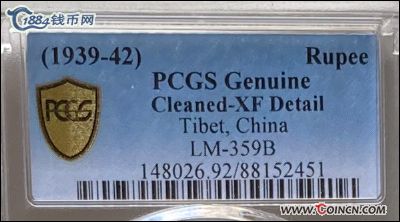 1884钱币网
(1939-42) Rupee
PCGS Genuine
PCGS
Cleaned-XF Detail
Tibet, China
LM-359B
148026.92/88152451
www.COINCN.COM